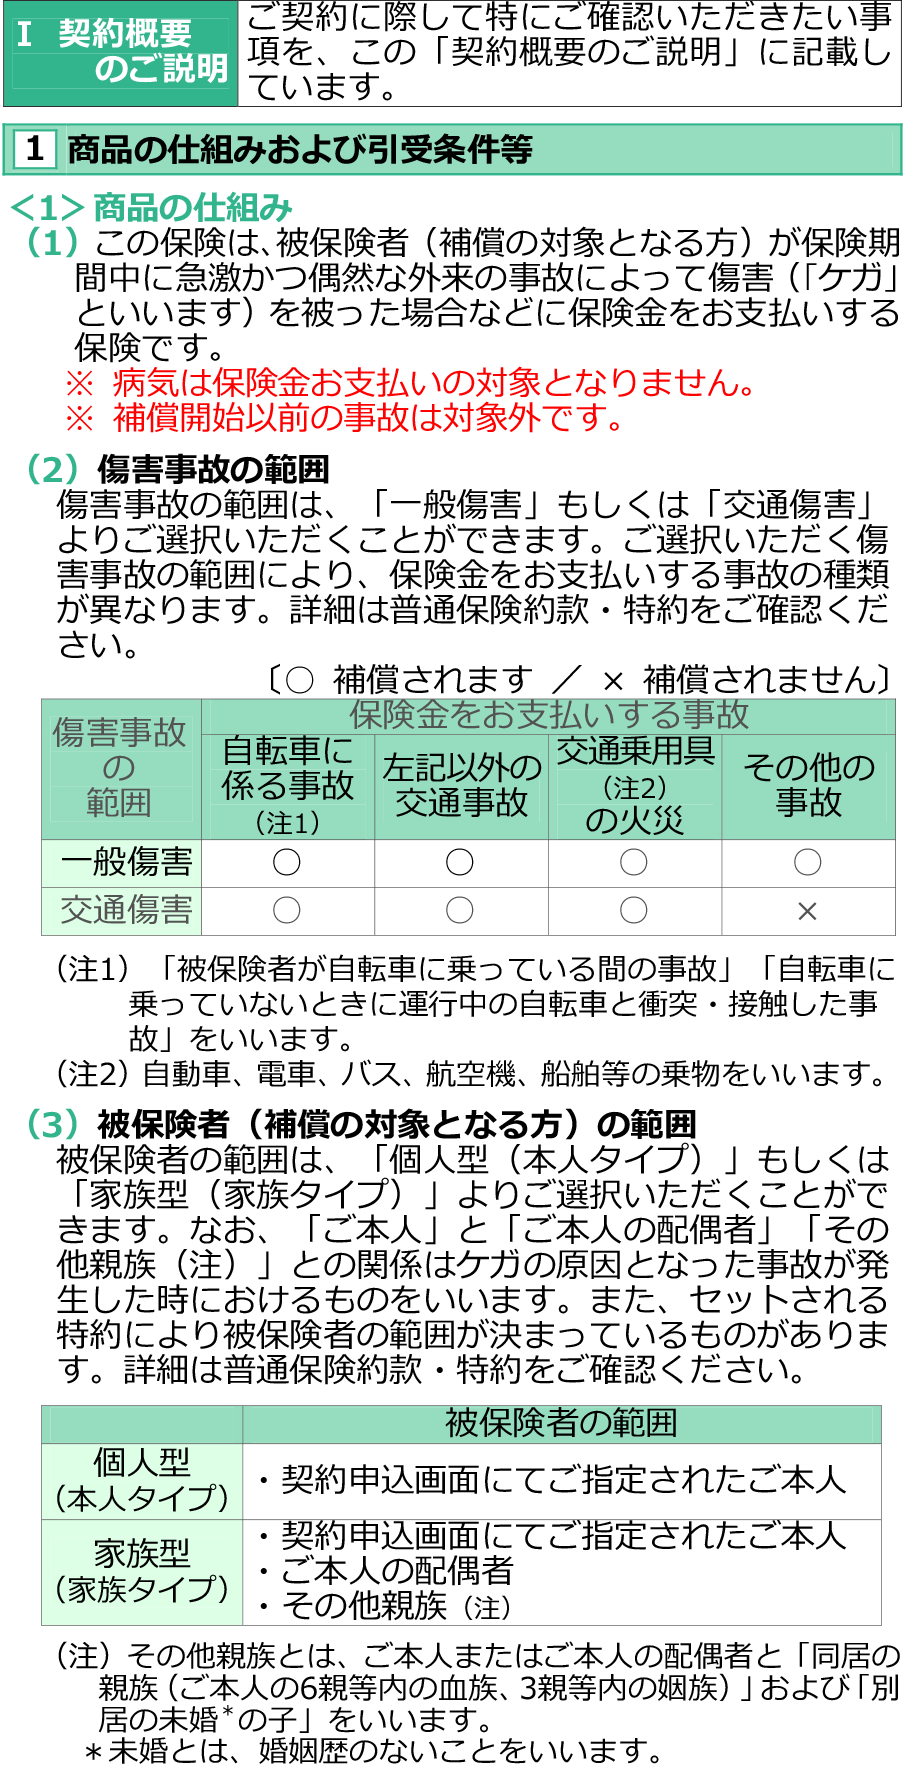 I 契約概要
のご説明
ご契約に際して特にご確認いただきたい事
項を、この「契約概要のご説明」に記載し
ています。
1 商品の仕組みおよび引受条件等
＜1＞商品の仕組み
（1）この保険は、被保険者（補償の対象となる方）が保険期
間中に急激かつ偶然な外来の事故によって傷害（「ケガ」
といいます）を被った場合などに保険金をお支払いする
保険です。
※ 病気は保険金お支払いの対象となりません。
※ 補償開始以前の事故は対象外です。
（2）傷害事故の範囲
傷害事故の範囲は、「一般傷害」もしくは「交通傷害」
よりご選択いただくことができます。ご選択いただく傷
害事故の範囲により、保険金をお支払いする事故の種類
が異なります。詳細は普通保険約款・特約をご確認くだ
さい。
〔○ 補償されます ／ × 補償されません〕
傷害事故
の
範囲
保険金をお支払いする事故
自転車に
係る事故
（注1）
左記以外の
交通事故
交通乗用具
（注2）
の火災
その他の
事故
一般傷害 ○ ○ ○ ○
交通傷害 ○ ○ ○ ×
（注1）「被保険者が自転車に乗っている間の事故」「自転車に
乗っていないときに運行中の自転車と衝突・接触した事
故」をいいます。
（注2）自動車、電車、バス、航空機、船舶等の乗物をいいます。
（3）被保険者（補償の対象となる方）の範囲
被保険者の範囲は、「個人型（本人タイプ）」もしくは
「家族型（家族タイプ）」よりご選択いただくことがで
きます。なお、「ご本人」と「ご本人の配偶者」「その
他親族（注）」との関係はケガの原因となった事故が発
生した時におけるものをいいます。また、セットされる
特約により被保険者の範囲が決まっているものがありま
す。詳細は普通保険約款・特約をご確認ください。
被保険者の範囲
個人型
（本人タイプ）
・契約申込画面にてご指定されたご本人
家族型
（家族タイプ）
・契約申込画面にてご指定されたご本人
・ご本人の配偶者
・その他親族（注）
（注）その他親族とは、ご本人またはご本人の配偶者と「同居の
親族（ご本人の6親等内の血族、3親等内の姻族）」および「別
居の未婚＊の子」をいいます。
＊未婚とは、婚姻歴のないことをいいます。